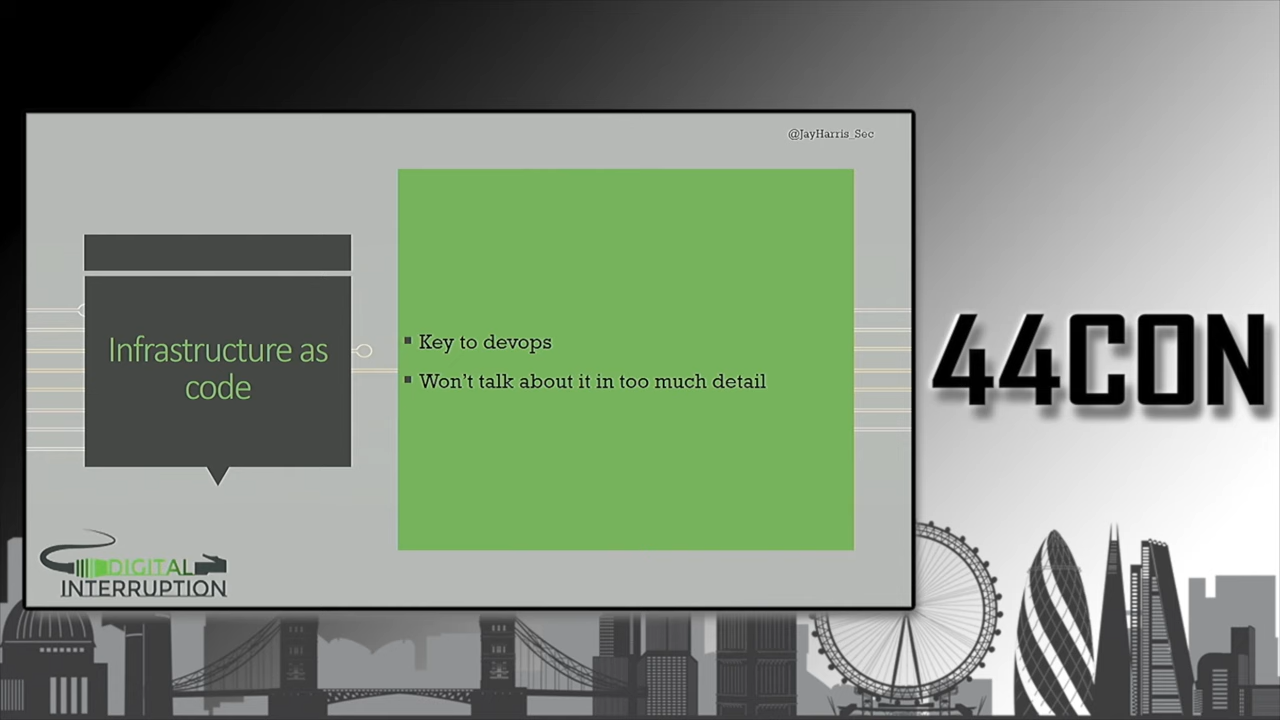 @JayHarris_Sec
Infrastructure as
code
▪ Key to devops
▪ Won't talk about it in too much detail
DIGITAL
INTERRUPTION
44CON